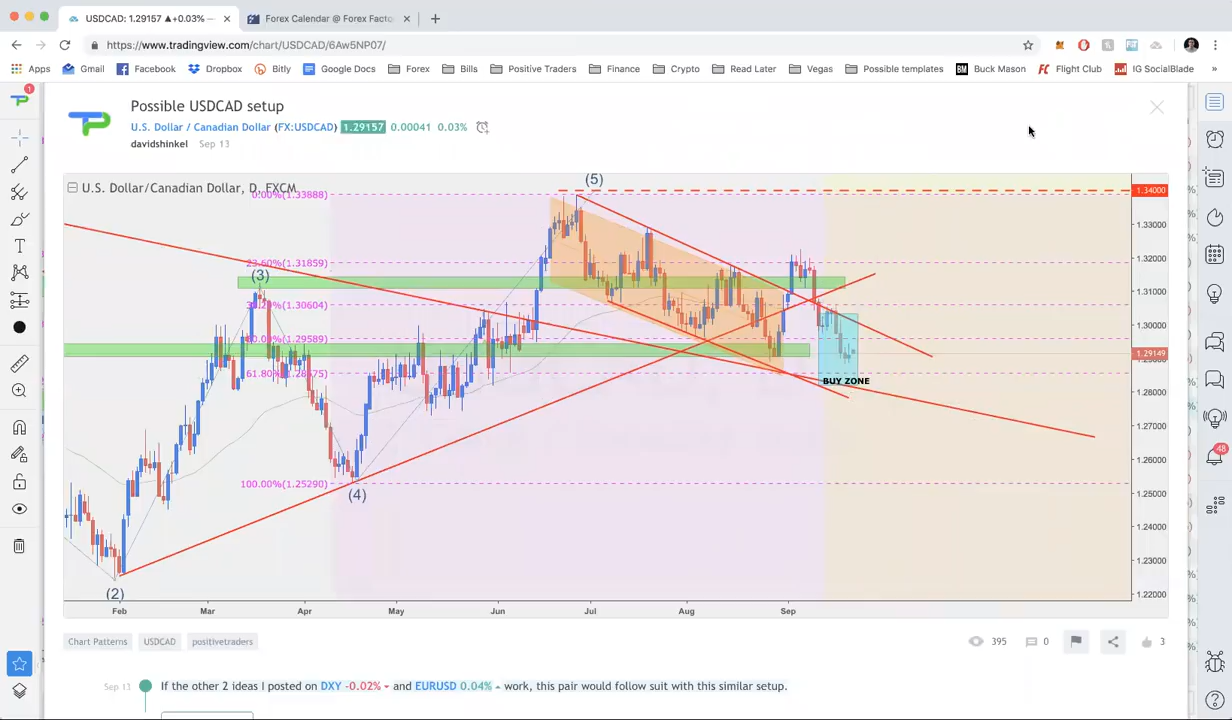 USDCAD: 1.29157 ▲+0.03% —
Forex Calendar @ Forex Facto
https://www.tradingview.com/chart/USDCAD/6Aw5NP07/
Apps Gmail Facebook Dropbox Bitly Google Docs Forex Bills Positive Traders Finance Crypto Read Later Vegas Possible templates BM Buck Mason FC Flight Club IG SocialBlade »
1
Possible USDCAD setup
U.S. Dollar / Canadian Dollar (FX:USDCAD) 1.29157 0.00041 0.03%
davidshinkel Sep 13
(5)
U.S. Dollar/Canadian Dollar, D, FXCM
0.00%(1.33888)
1.34000
1.33000
23.60%(1.31859)
1.32000
(3)
1.31000
(1.30604)
1.30000
(1.29589)
1.29149
61.80%
BUY ZONE
1.28000
1.27000
1.26000
100.00%(1.25290)
(4)
1.25000
1.24000
1.23000
(2)
1.22000
Feb Mar Apr May Jun Jul Aug Sep
48
Chart Patterns USDCAD positivetraders
395 0 3
Sep 13 If the other 2 ideas I posted on DXY -0.02% and EURUSD 0.04% work, this pair would follow suit with this similar setup.